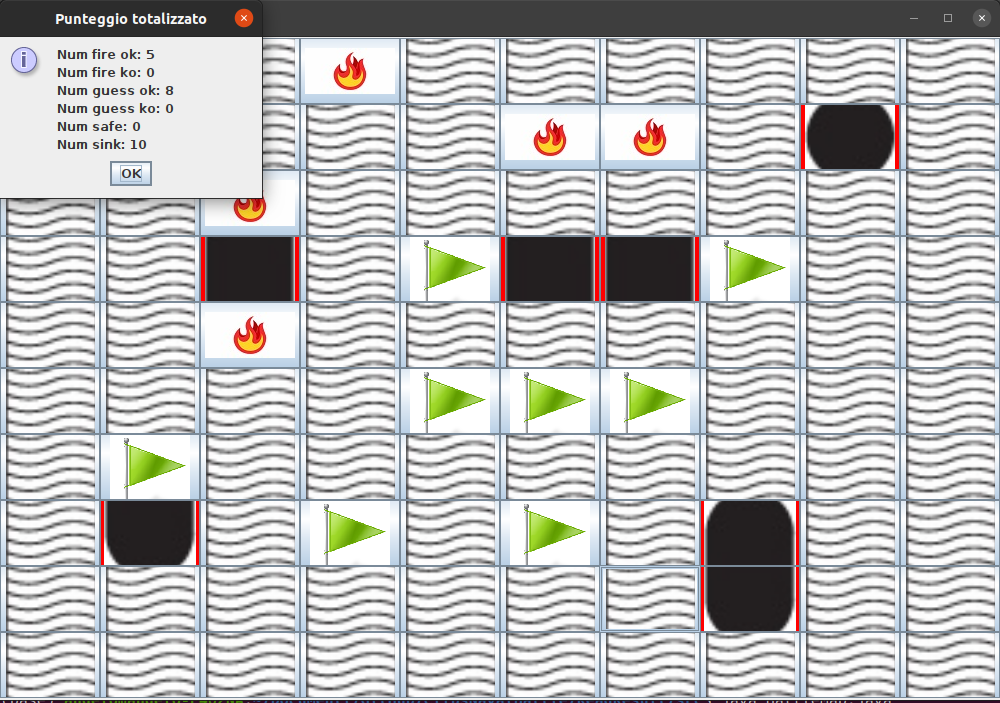 Punteggio totalizzato
Num fire ok: 5
Num fire ko: 0
Num guess ok: 8
Num guess ko: 0
Num safe: 0
Num sink: 10
OK